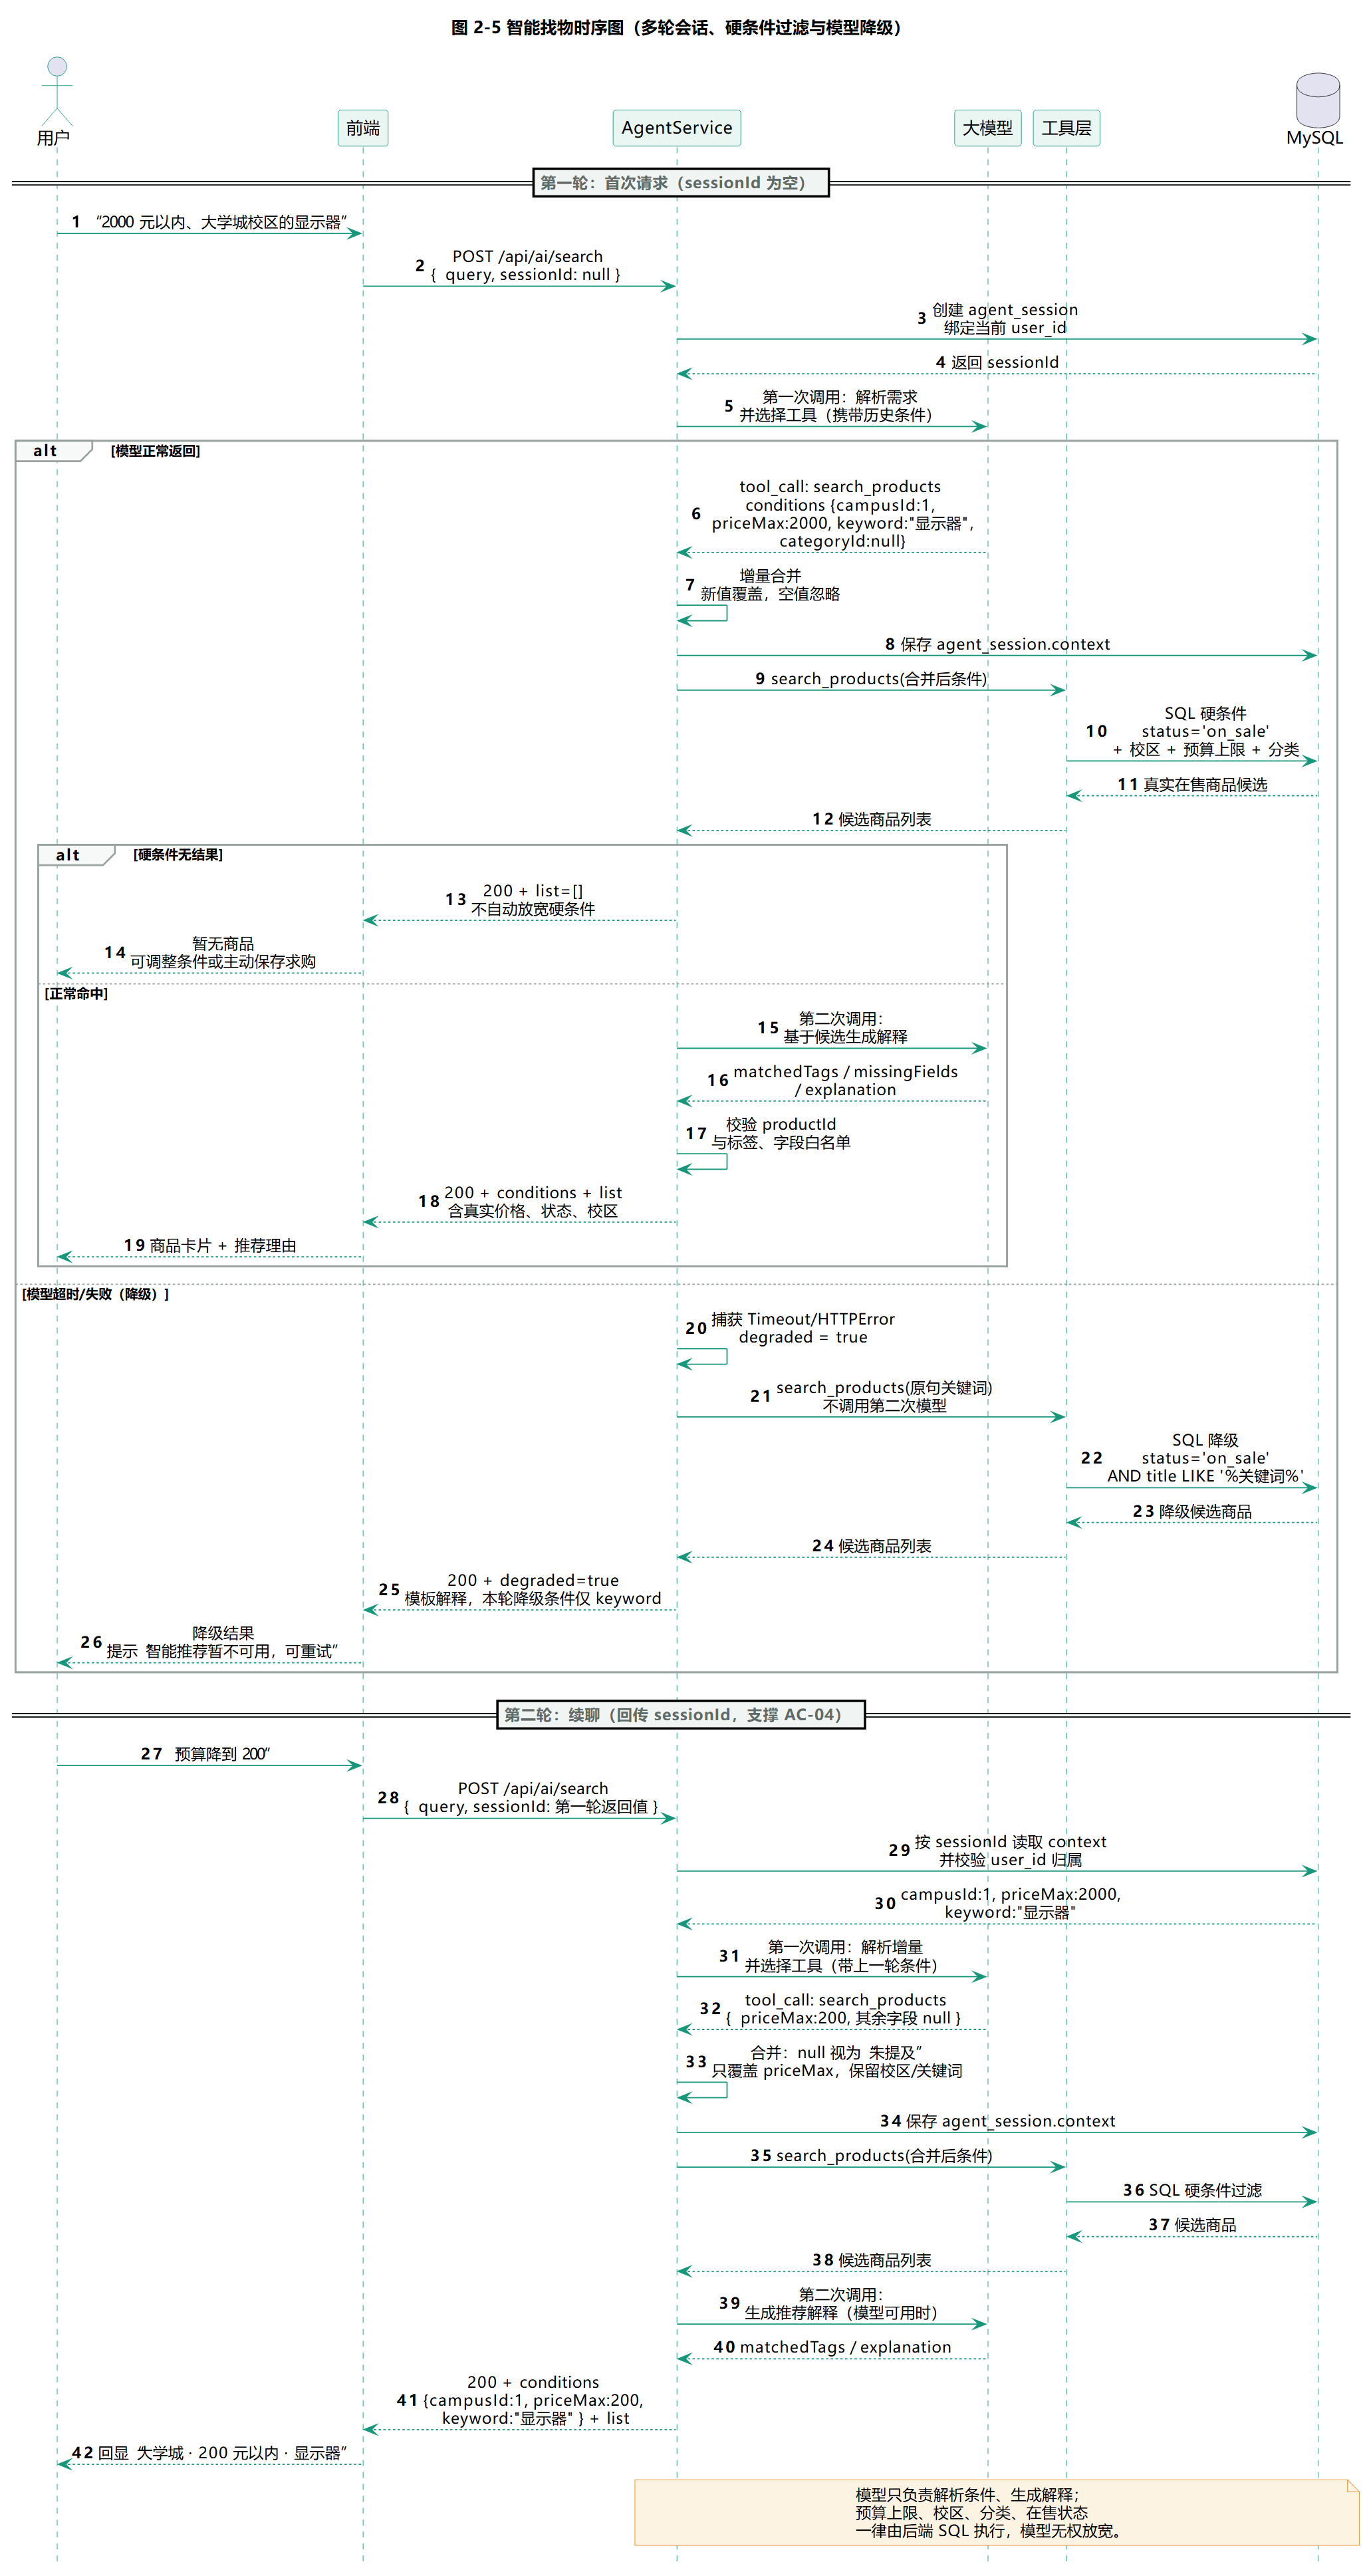 图 2-5 智能找物时序图（多轮会话、硬条件过滤与模型降级）
用户
前端
AgentService
大模型
工具层
MySQL
第一轮：首次请求（sessionId 为空）
1 “2000 元以内、大学城校区的显示器”
2 POST /api/ai/search
{ query, sessionId: null }
3 创建 agent_session
绑定当前 user_id
4 返回 sessionId
5 第一次调用：解析需求
并选择工具（携带历史条件）
alt [模型正常返回]
6 tool_call: search_products
conditions {campusId:1,
priceMax:2000, keyword:"显示器",
categoryId:null}
7 增量合并
新值覆盖，空值忽略
8 保存 agent_session.context
9 search_products(合并后条件)
10 SQL 硬条件
status='on_sale'
+ 校区 + 预算上限 + 分类
11 真实在售商品候选
12 候选商品列表
alt [硬条件无结果]
13 200 + list=[]
不自动放宽硬条件
14 暂无商品
可调整条件或主动保存求购
[正常命中]
15 第二次调用：
基于候选生成解释
16 matchedTags / missingFields
/ explanation
17 校验 productId
与标签、字段白名单
18 200 + conditions + list
含真实价格、状态、校区
19 商品卡片 + 推荐理由
[模型超时/失败（降级）]
20 捕获 Timeout/HTTPError
degraded = true
21 search_products(原句关键词)
不调用第二次模型
22 SQL 降级
status='on_sale'
AND title LIKE '%关键词%'
23 降级候选商品
24 候选商品列表
25 200 + degraded=true
模板解释，本轮降级条件仅 keyword
26 降级结果
提示 “智能推荐暂不可用，可重试”
第二轮：续聊（回传 sessionId，支撑 AC-04）
27 “预算降到 200”
28 POST /api/ai/search
{ query, sessionId: 第一轮返回值 }
29 按 sessionId 读取 context
并校验 user_id 归属
30 campusId:1, priceMax:2000,
keyword:"显示器"
31 第一次调用：解析增量
并选择工具（带上一轮条件）
32 tool_call: search_products
{ priceMax:200, 其余字段 null }
33 合并：null 视为 “未提及”
只覆盖 priceMax，保留校区/关键词
34 保存 agent_session.context
35 search_products(合并后条件)
36 SQL 硬条件过滤
37 候选商品
38 候选商品列表
39 第二次调用：
生成推荐解释（模型可用时）
40 matchedTags / explanation
41 200 + conditions
{campusId:1, priceMax:200,
keyword:"显示器" } + list
42 回显 “大学城 · 200 元以内 · 显示器”
模型只负责解析条件、生成解释；
预算上限、校区、分类、在售状态
一律由后端 SQL 执行，模型无权放宽。